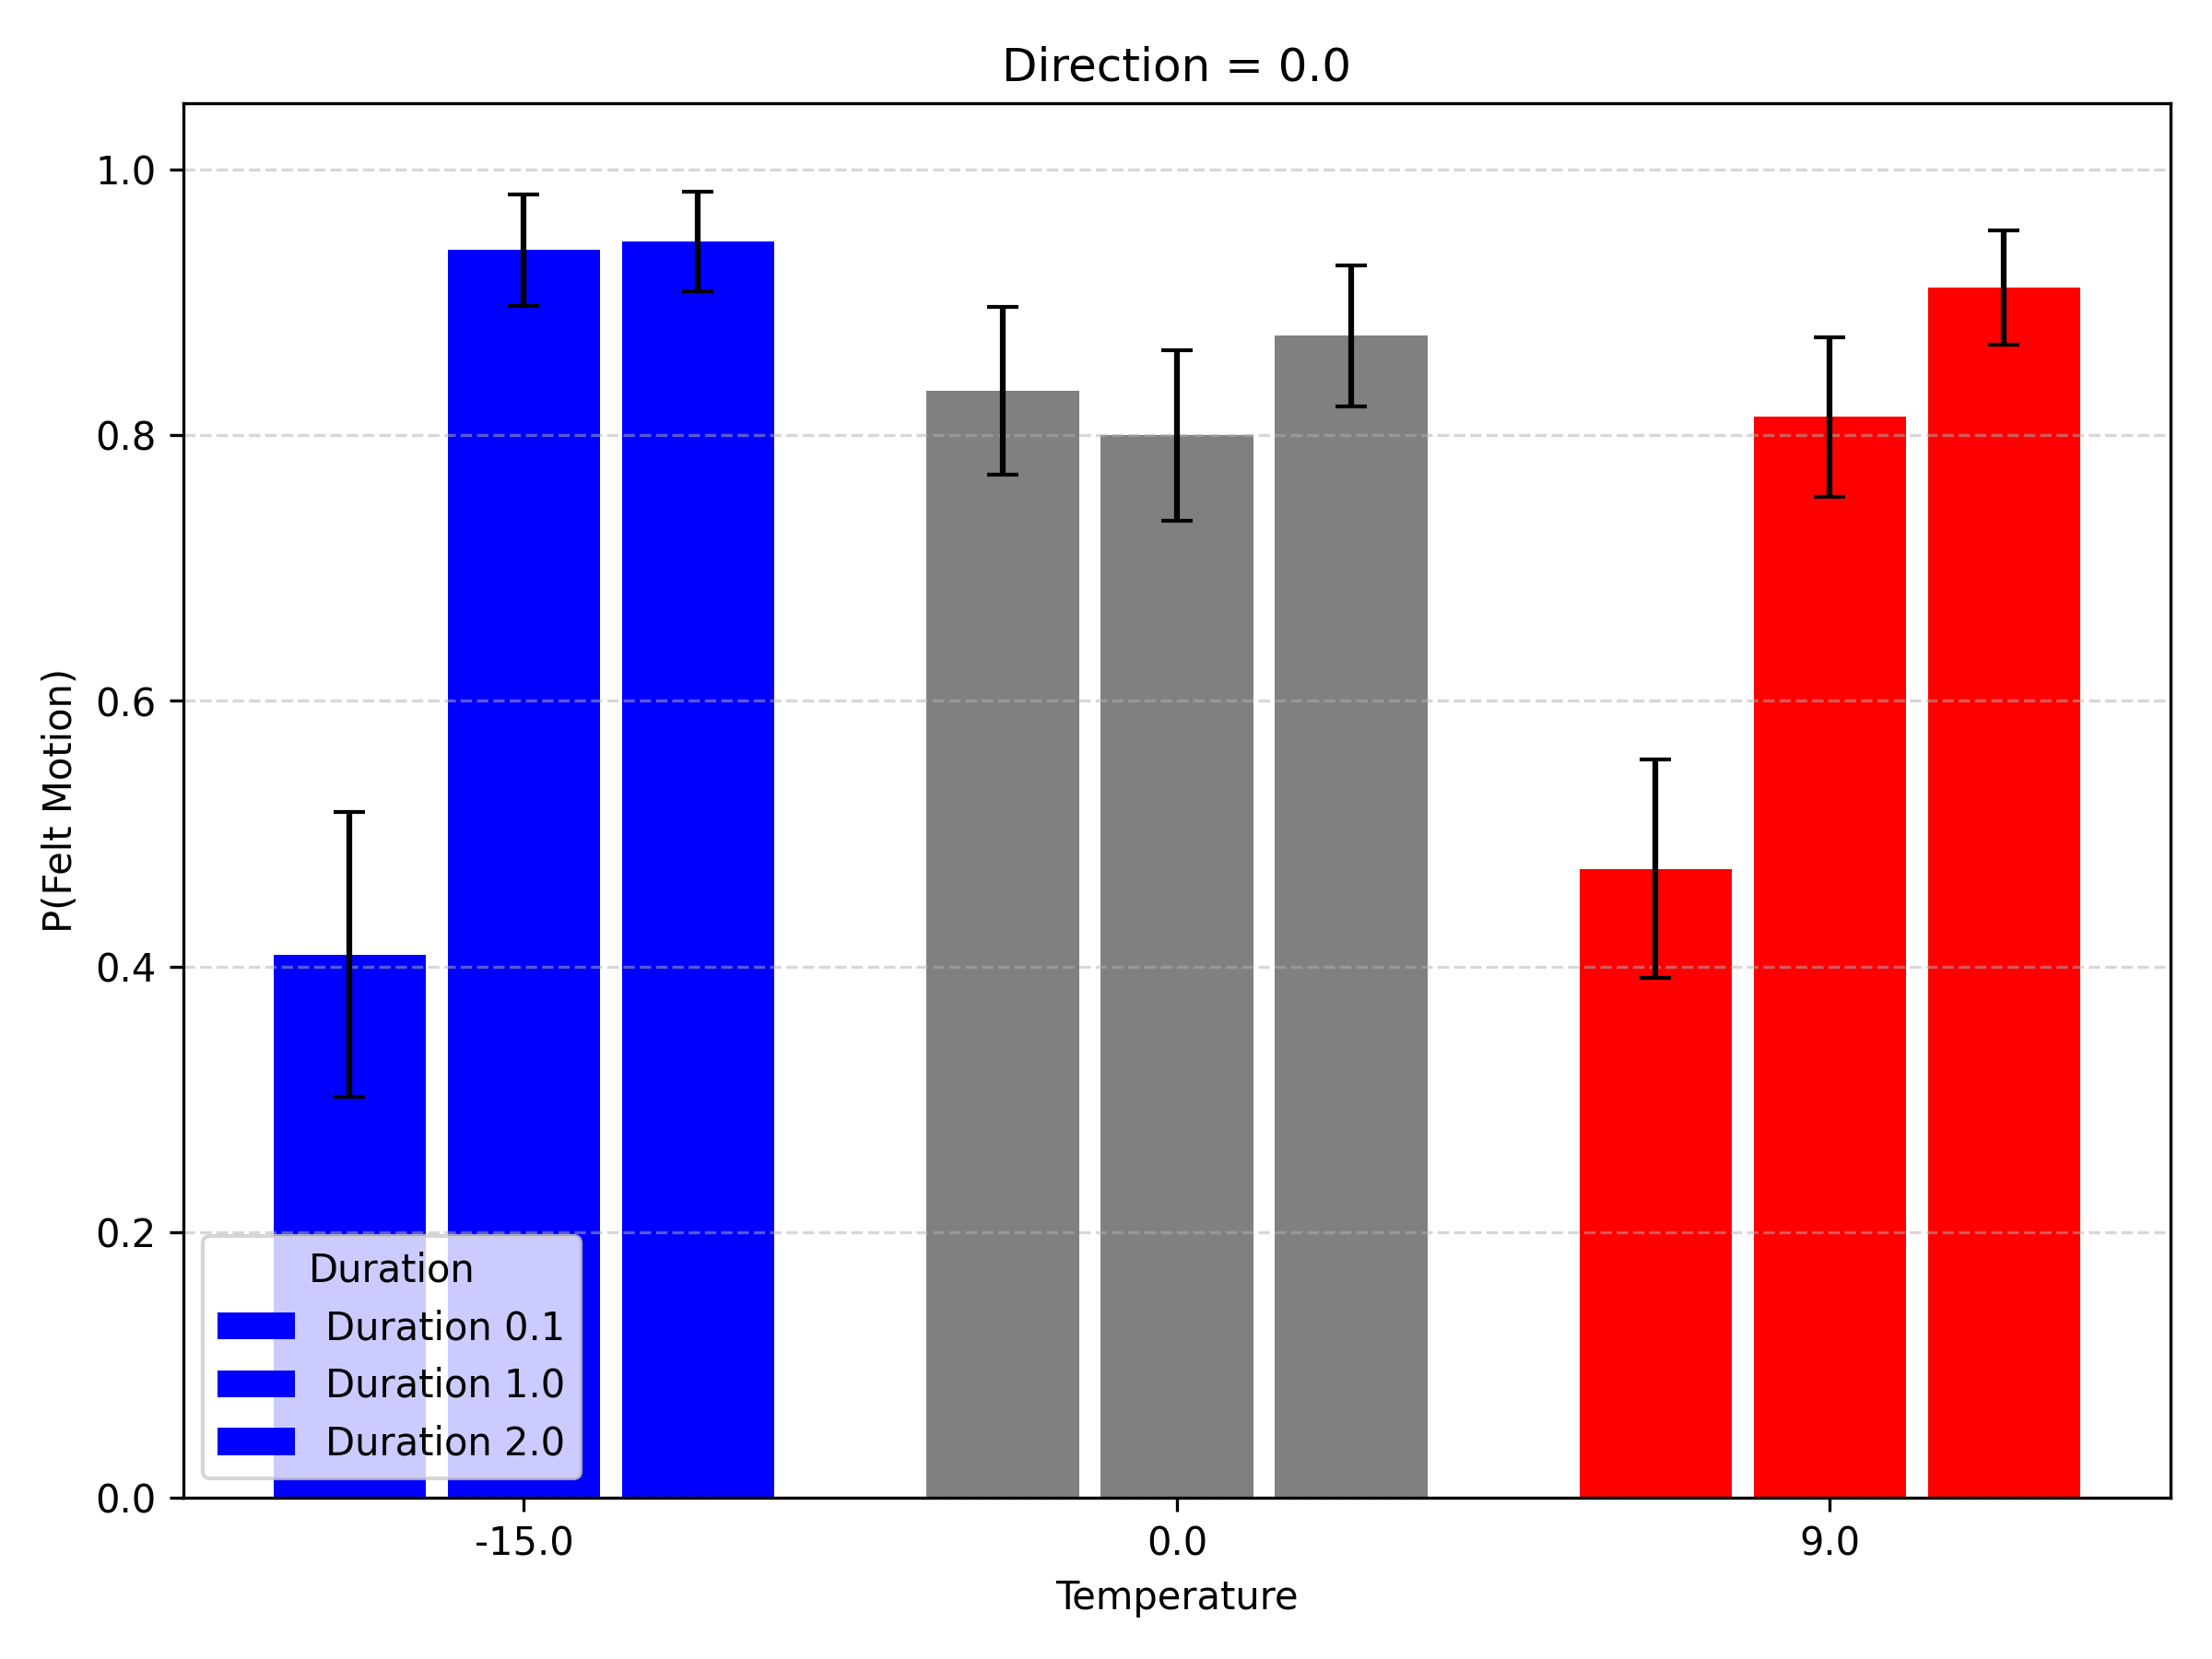 Direction = 0.0
1.0
0.8
0.6
0.4
0.2
0.0
P(Felt Motion)
Duration
Duration 0.1
Duration 1.0
Duration 2.0
-15.0
0.0
9.0
Temperature